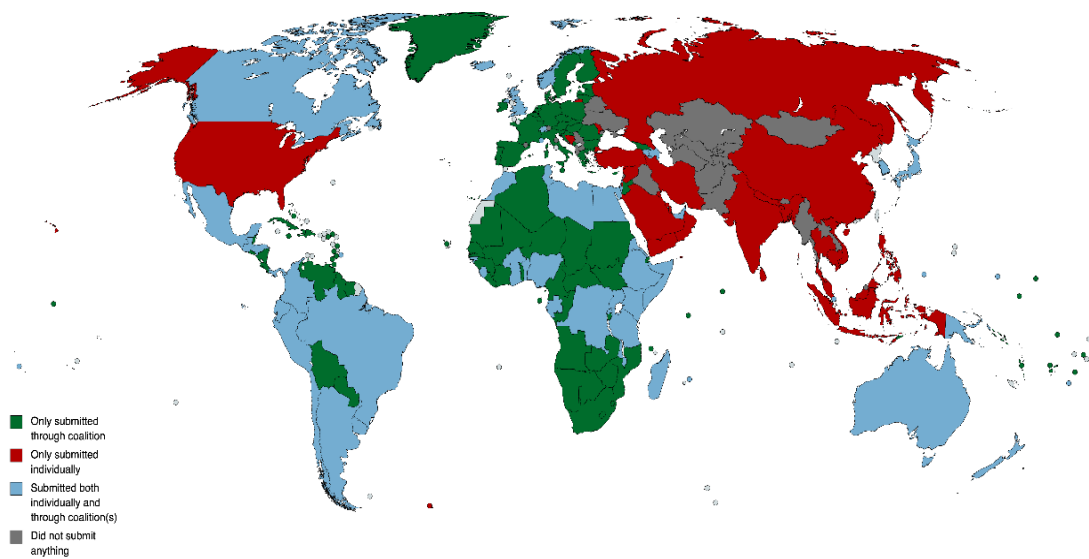 Only submitted
through coalition
Only submitted
individually
Submitted both
individually and
through coalition(s)
Did not submit
anything